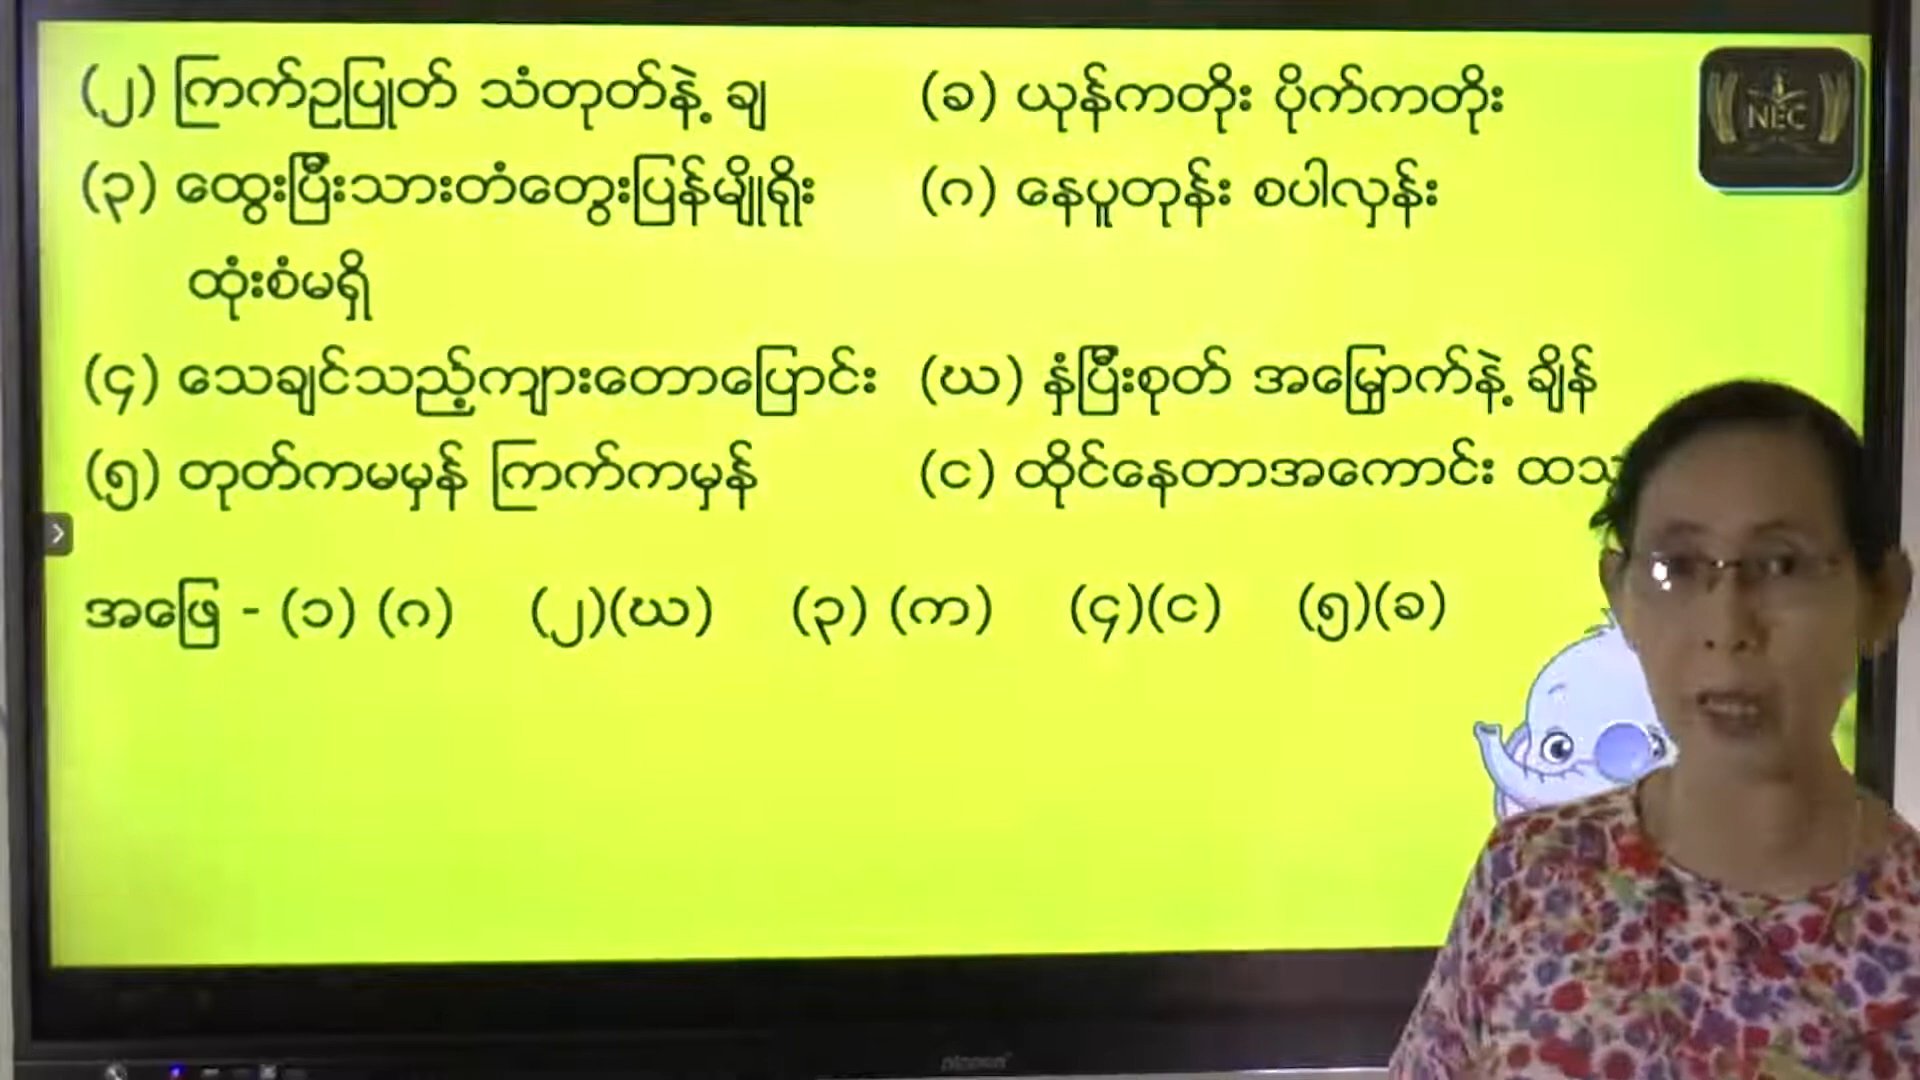 (၂) ကြက်ဥပြုတ် သံတုတ်နဲ့ ချ (ခ) ယုန်ကတိုး ပိုက်ကတိုး
NEC
(၃) ထွေးပြီးသားတံတွေးပြန်မျိုရိုး (ဂ) နေပူတုန်း စပါလှန်း
ထုံးစံမရှိ
(၄) သေချင်သည့်ကျားတောပြောင်း (ဃ) နှံပြီးစုတ် အမြှောက်နဲ့ ချိန်
(၅) တုတ်ကမမှန် ကြက်ကမှန် (င) ထိုင်နေတာအကောင်း
အဖြေ - (၁) (ဂ) (၂)(ဃ) (၃) (က) (၄)(င) (၅)(ခ)